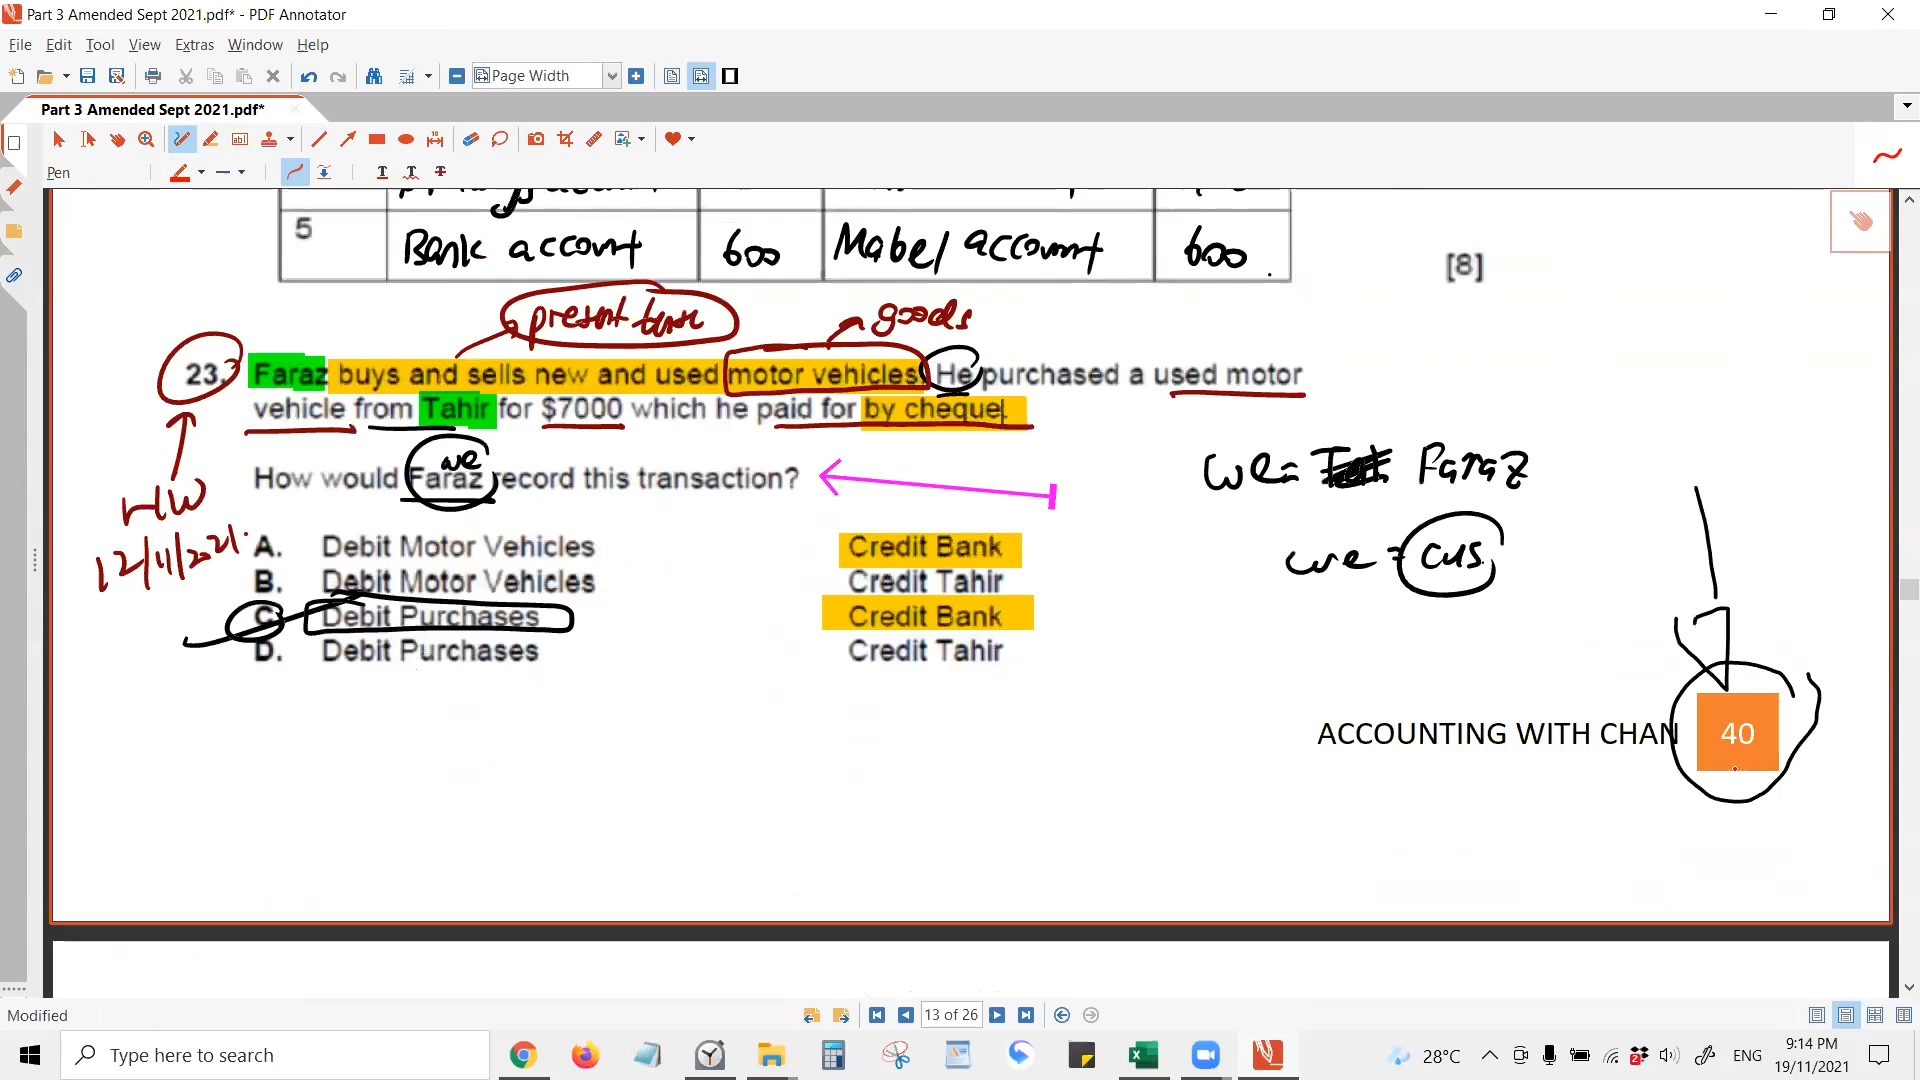 Part 3 Amended Sept 2021.pdf* - PDF Annotator
File Edit Tool View Extras Window Help
Page Width
Part 3 Amended Sept 2021.pdf*
Pen
5 Bank account 600 Mabel account 600
[8]
present tense
goods
23. Faraz buys and sells new and used motor vehicles. He purchased a used motor
vehicle from Tahir for $7000 which he paid for by cheque.
we
How would Faraz record this transaction?
we = Faraz
H/W
12/11/2021.
we = cus.
A. Debit Motor Vehicles Credit Bank
B. Debit Motor Vehicles Credit Tahir
C. Debit Purchases Credit Bank
D. Debit Purchases Credit Tahir
ACCOUNTING WITH CHAN 40
Modified
13 of 26
Type here to search
28°C
ENG
9:14 PM
19/11/2021